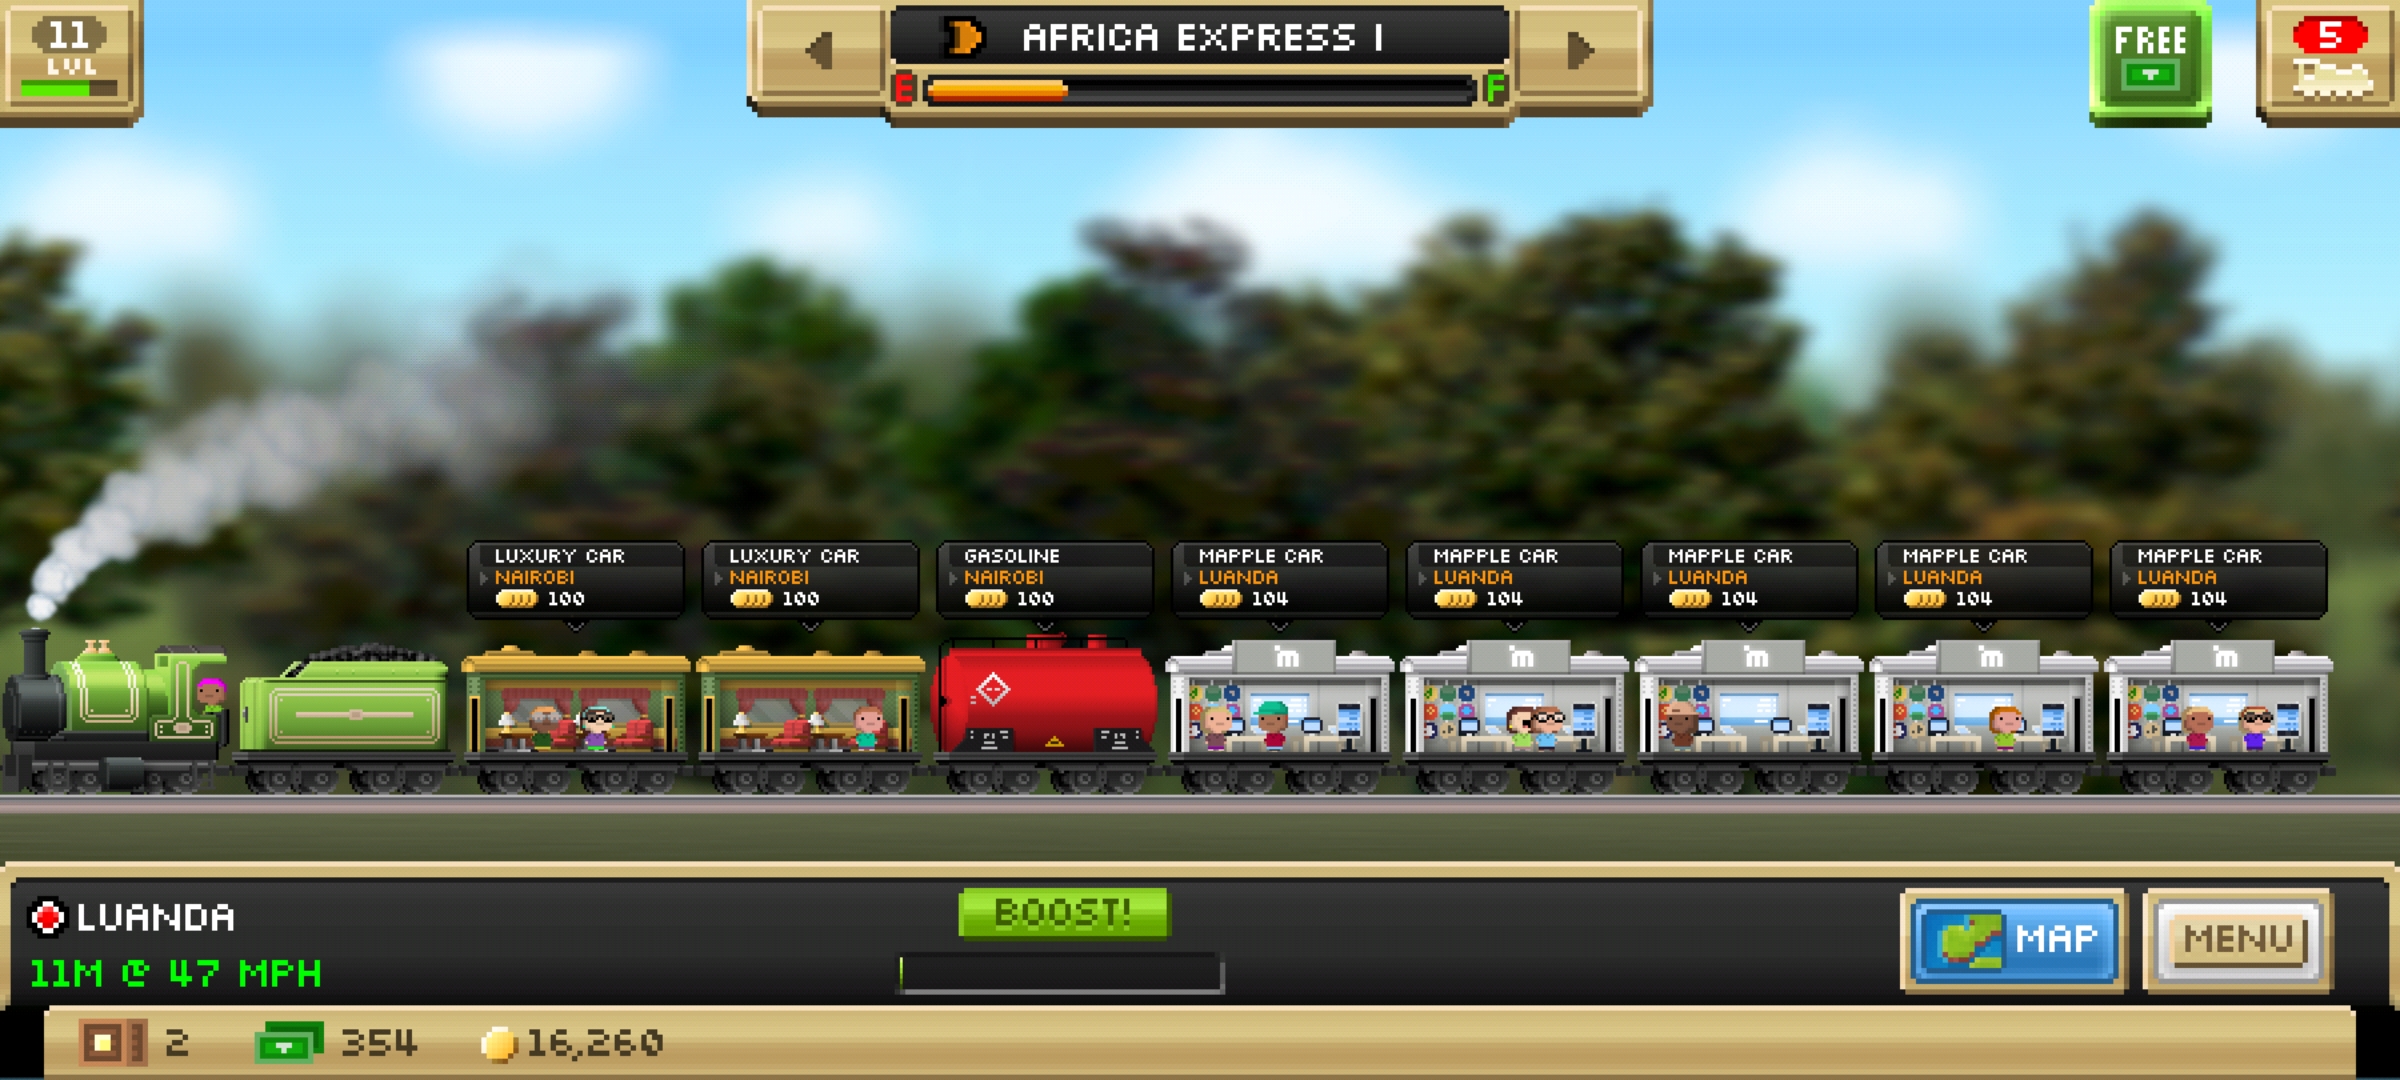 11
LVL
AFRICA EXPRESS I
E F
FREE
5
LUXURY CAR
NAIROBI
100
LUXURY CAR
NAIROBI
100
GASOLINE
NAIROBI
100
MAPPLE CAR
LUANDA
104
MAPPLE CAR
LUANDA
104
MAPPLE CAR
LUANDA
104
MAPPLE CAR
LUANDA
104
MAPPLE CAR
LUANDA
104
m
m
m
m
m
LUANDA
11M @ 47 MPH
BOOST!
MAP
MENU
2
354
16,260